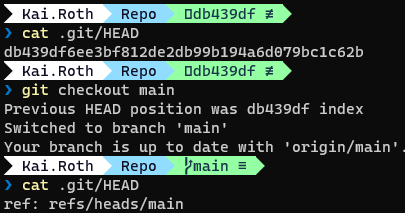 Kai.Roth Repo db439df ≢
❯ cat .git/HEAD
db439df6ee3bf812de2db99b194a6d079bc1c62b
Kai.Roth Repo db439df ≢
❯ git checkout main
Previous HEAD position was db439df index
Switched to branch 'main'
Your branch is up to date with 'origin/main'.
Kai.Roth Repo main ≡
❯ cat .git/HEAD
ref: refs/heads/main